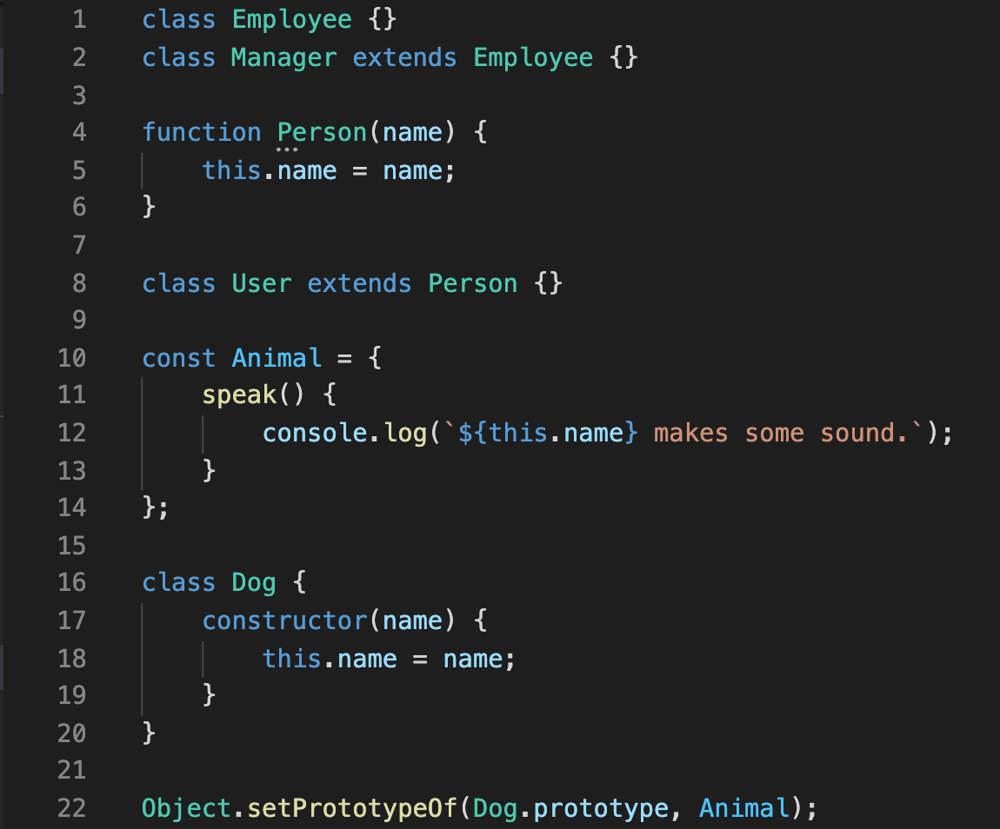 1 class Employee {}
2 class Manager extends Employee {}
3
4 function Person(name) {
5     this.name = name;
6 }
7
8 class User extends Person {}
9
10 const Animal = {
11     speak() {
12         console.log(`${this.name} makes some sound.`);
13     }
14 };
15
16 class Dog {
17     constructor(name) {
18         this.name = name;
19     }
20 }
21
22 Object.setPrototypeOf(Dog.prototype, Animal);